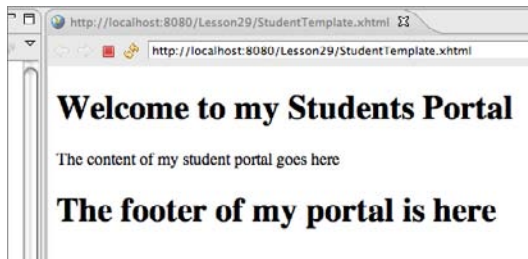 http://localhost:8080/Lesson29/StudentTemplate.xhtml
http://localhost:8080/Lesson29/StudentTemplate.xhtml
Welcome to my Students Portal
The content of my student portal goes here
The footer of my portal is here